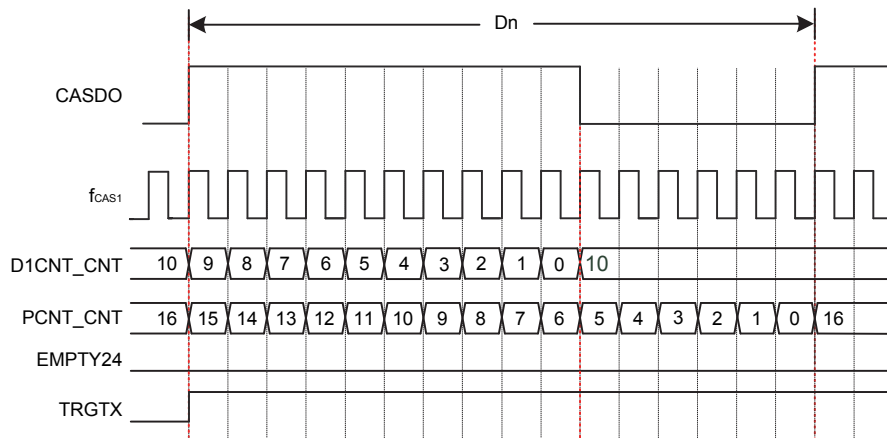 Dn
CASDO
fCAS1
D1CNT_CNT 10 9 8 7 6 5 4 3 2 1 0 10
PCNT_CNT 16 15 14 13 12 11 10 9 8 7 6 5 4 3 2 1 0 16
EMPTY24
TRGTX